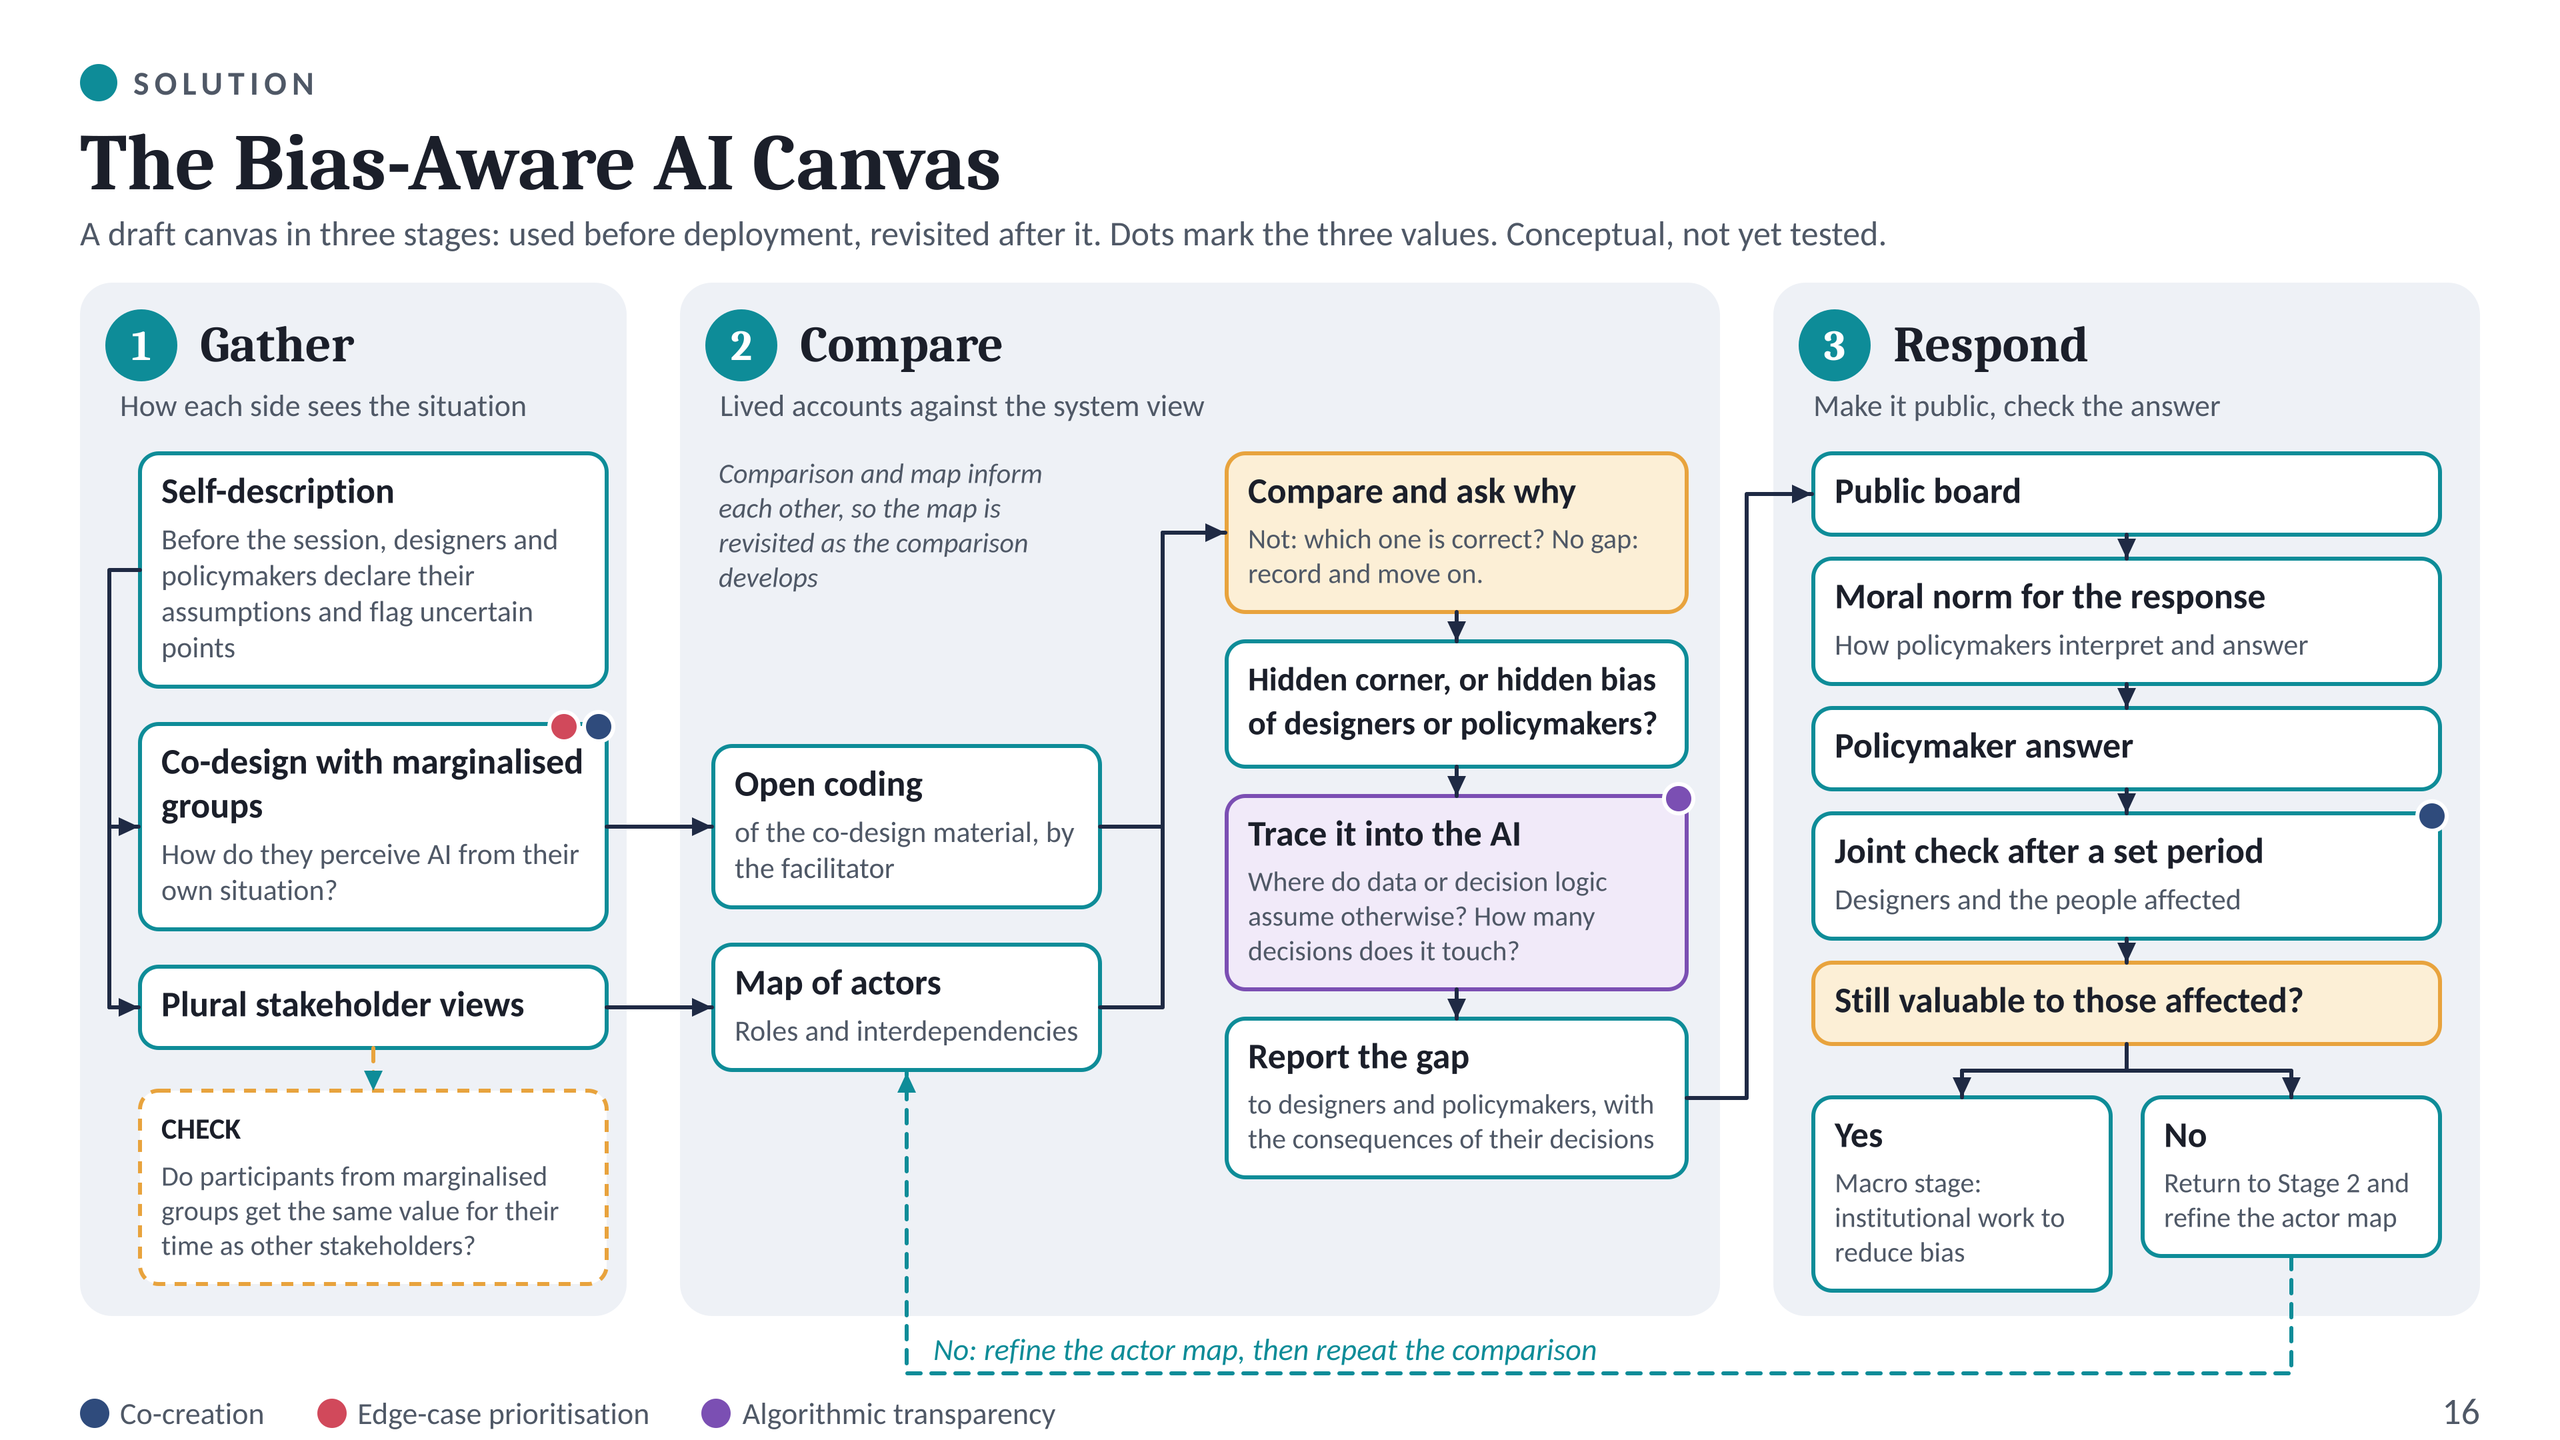 SOLUTION
The Bias-Aware AI Canvas
A draft canvas in three stages: used before deployment, revisited after it. Dots mark the three values. Conceptual, not yet tested.
1 Gather
How each side sees the situation
Self-description
Before the session, designers and
policymakers declare their
assumptions and flag uncertain
points
Co-design with marginalised
groups
How do they perceive AI from their
own situation?
Plural stakeholder views
CHECK
Do participants from marginalised
groups get the same value for their
time as other stakeholders?
2 Compare
Lived accounts against the system view
Comparison and map inform
each other, so the map is
revisited as the comparison
develops
Open coding
of the co-design material, by
the facilitator
Map of actors
Roles and interdependencies
Compare and ask why
Not: which one is correct? No gap:
record and move on.
Hidden corner, or hidden bias
of designers or policymakers?
Trace it into the AI
Where do data or decision logic
assume otherwise? How many
decisions does it touch?
Report the gap
to designers and policymakers, with
the consequences of their decisions
3 Respond
Make it public, check the answer
Public board
Moral norm for the response
How policymakers interpret and answer
Policymaker answer
Joint check after a set period
Designers and the people affected
Still valuable to those affected?
Yes
Macro stage:
institutional work to
reduce bias
No
Return to Stage 2 and
refine the actor map
No: refine the actor map, then repeat the comparison
Co-creation
Edge-case prioritisation
Algorithmic transparency
16